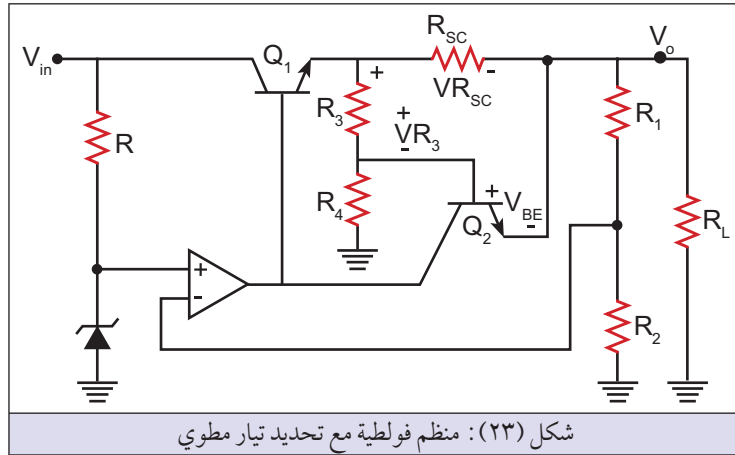 R_SC
V_in
Q_1
V_o
+
-
VR_SC
R_3
+
VR_3
-
R_1
R
R_4
+
V_BE
-
Q_2
R_L
+
-
R_2
شكل (٢٣): منظم فولطية مع تحديد تيار مطوي